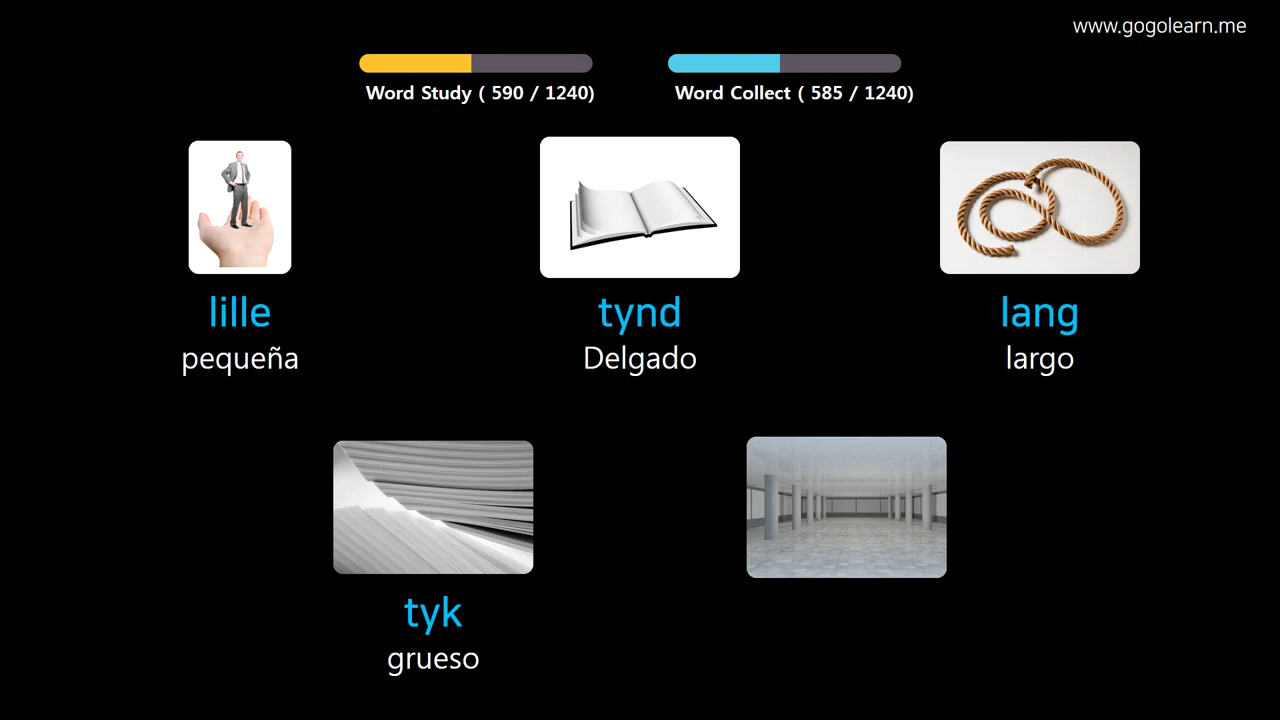 www.gogolearn.me
Word Study ( 590 / 1240)
Word Collect ( 585 / 1240)
lille
pequeña
tynd
Delgado
lang
largo
tyk
grueso